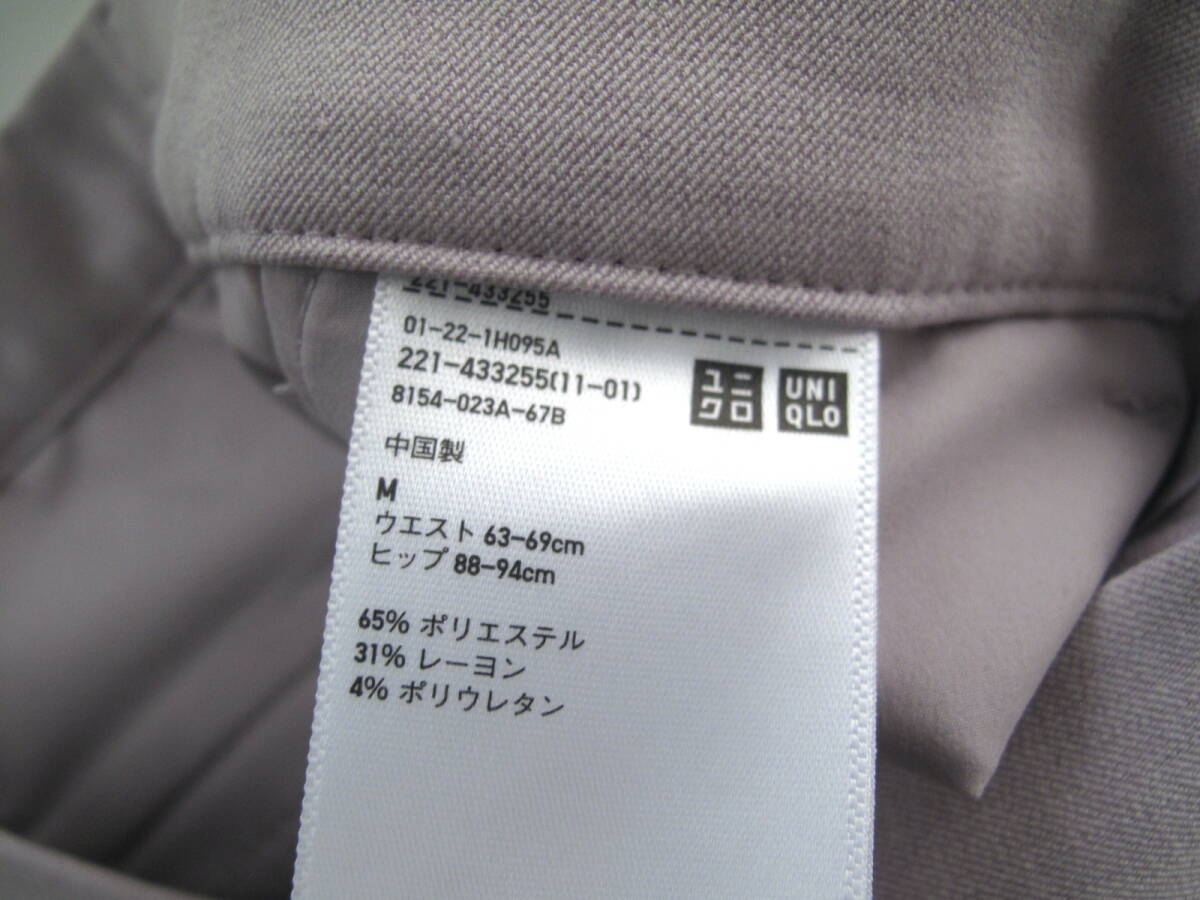 221-433255
01-22-1H095A
221-433255(11-01)
8154-023A-67B
ユニ
クロ
UNI
QLO
中国製
M
ウエスト 63-69cm
ヒップ 88-94cm
65% ポリエステル
31% レーヨン
4% ポリウレタン